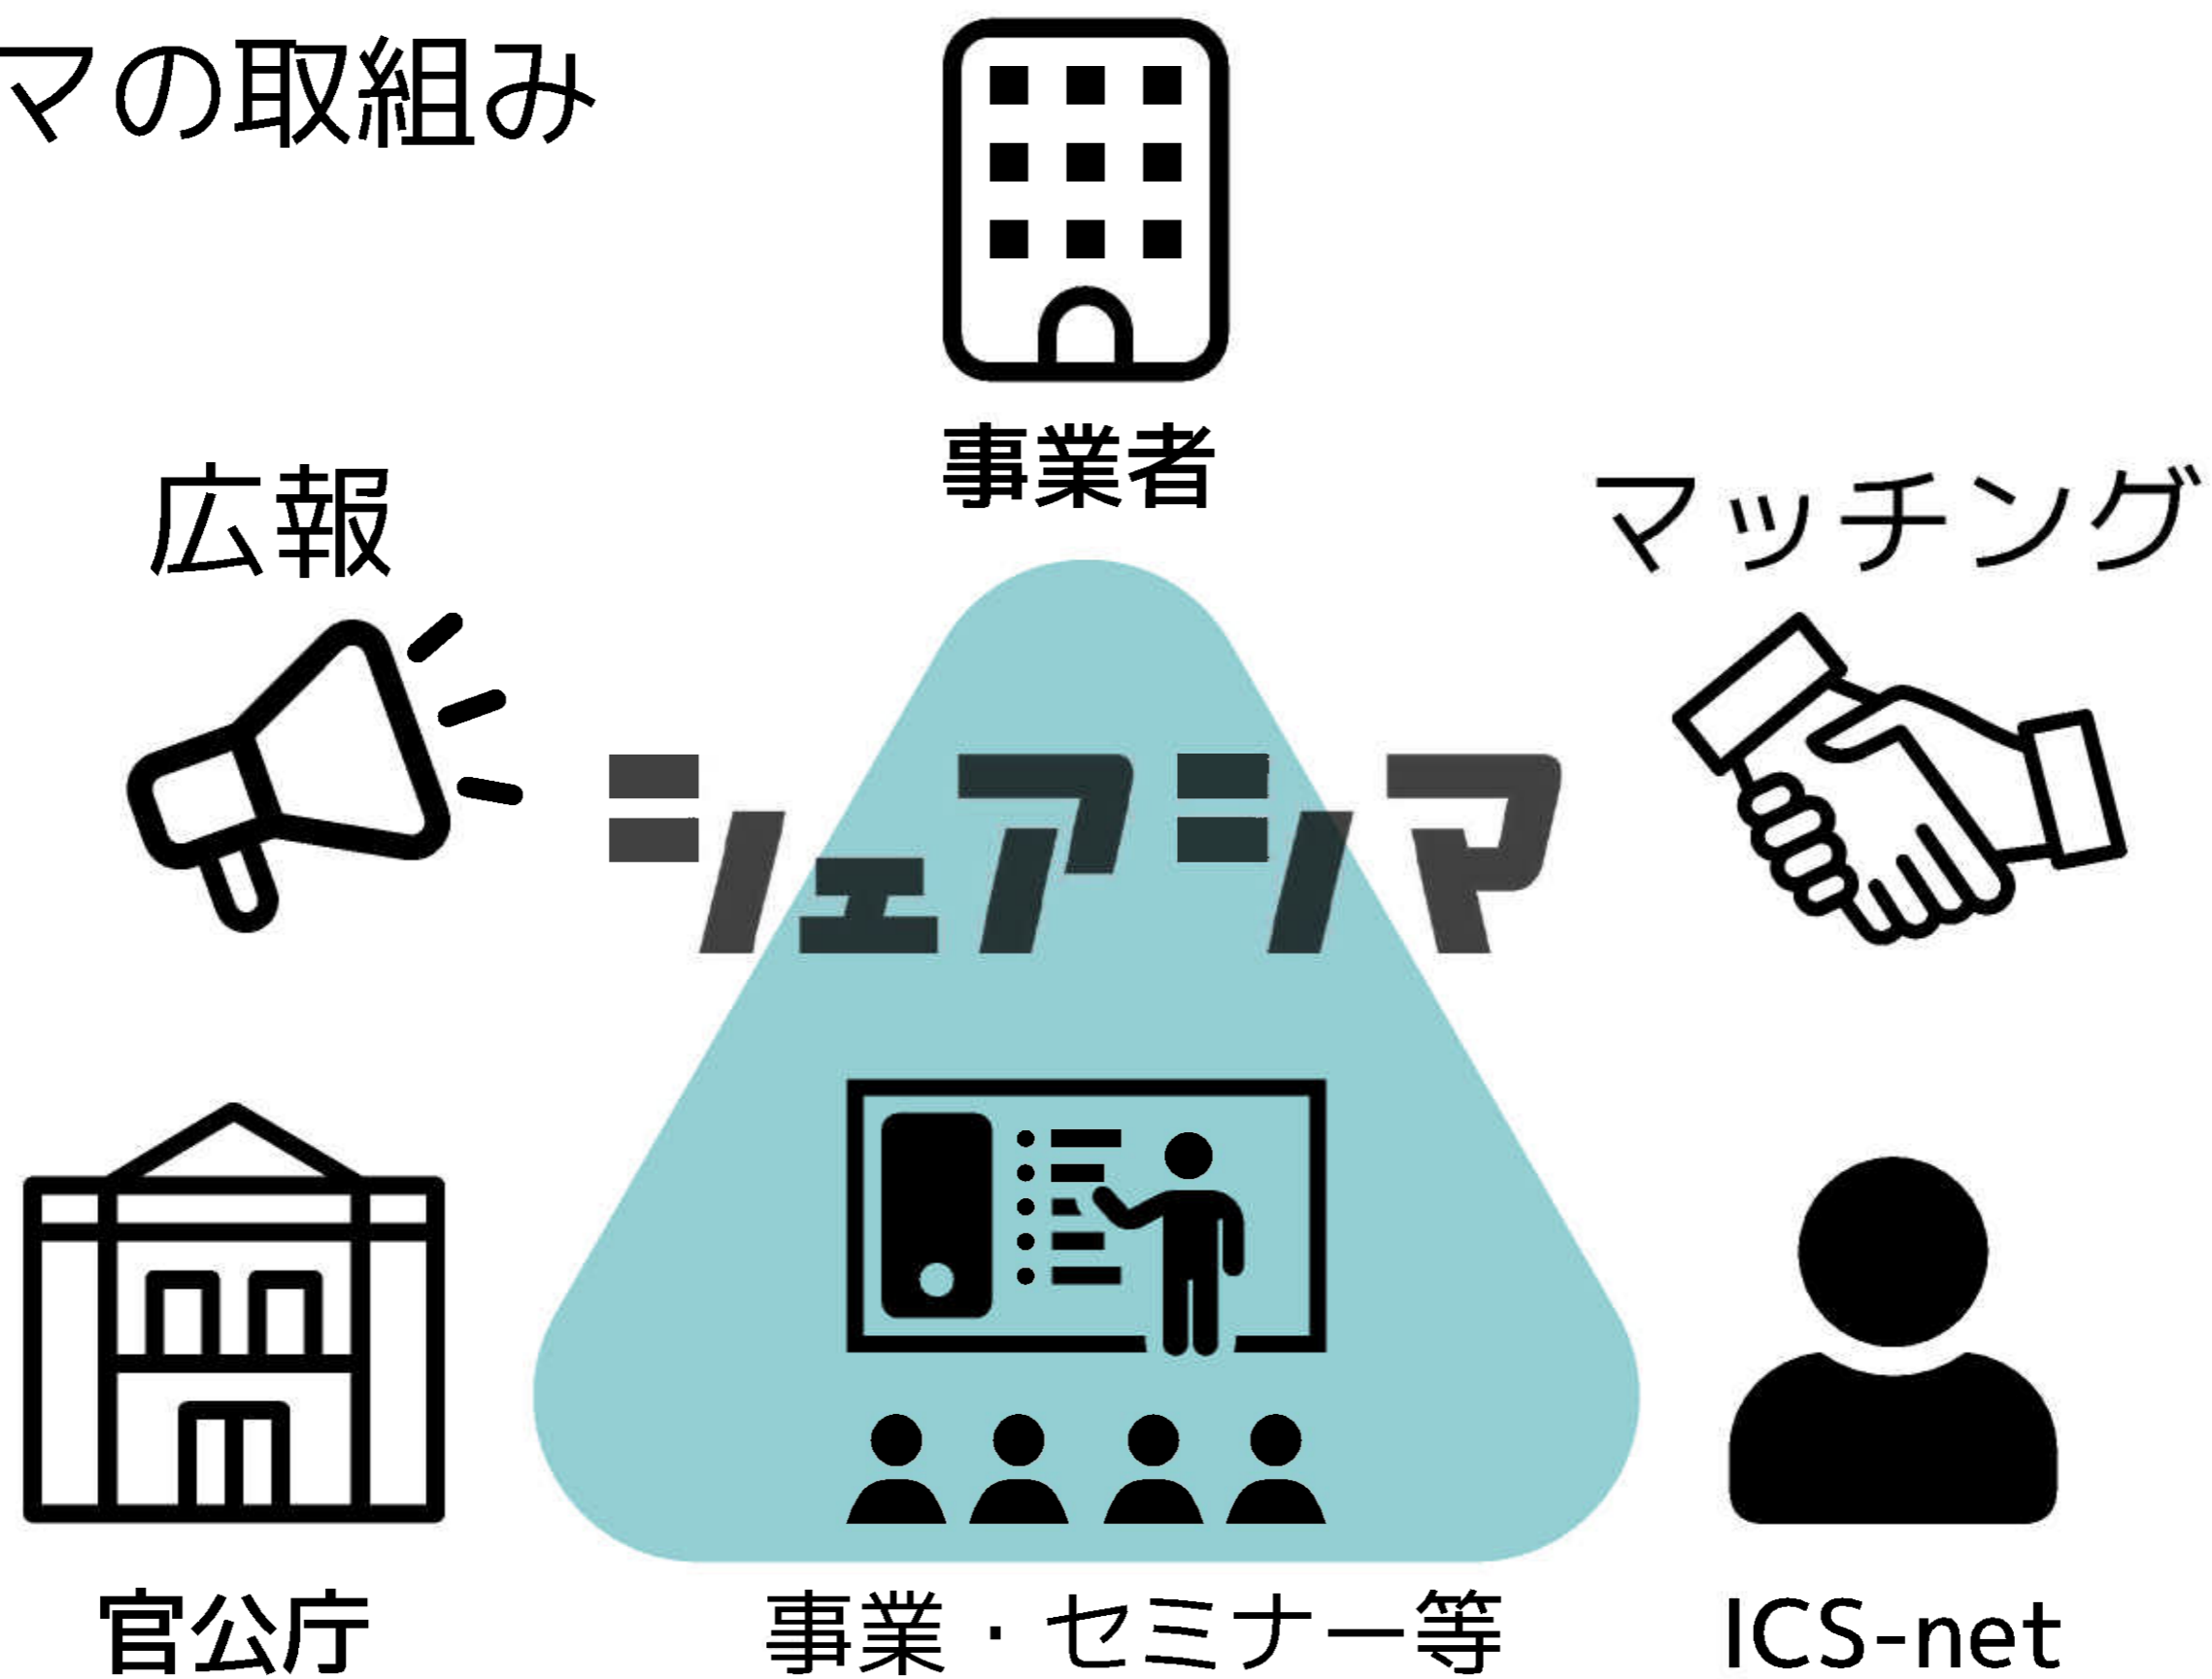 マの取組み
事業者
広報
マッチング
シェアシマ
官公庁
事業・セミナー等
ICS-net